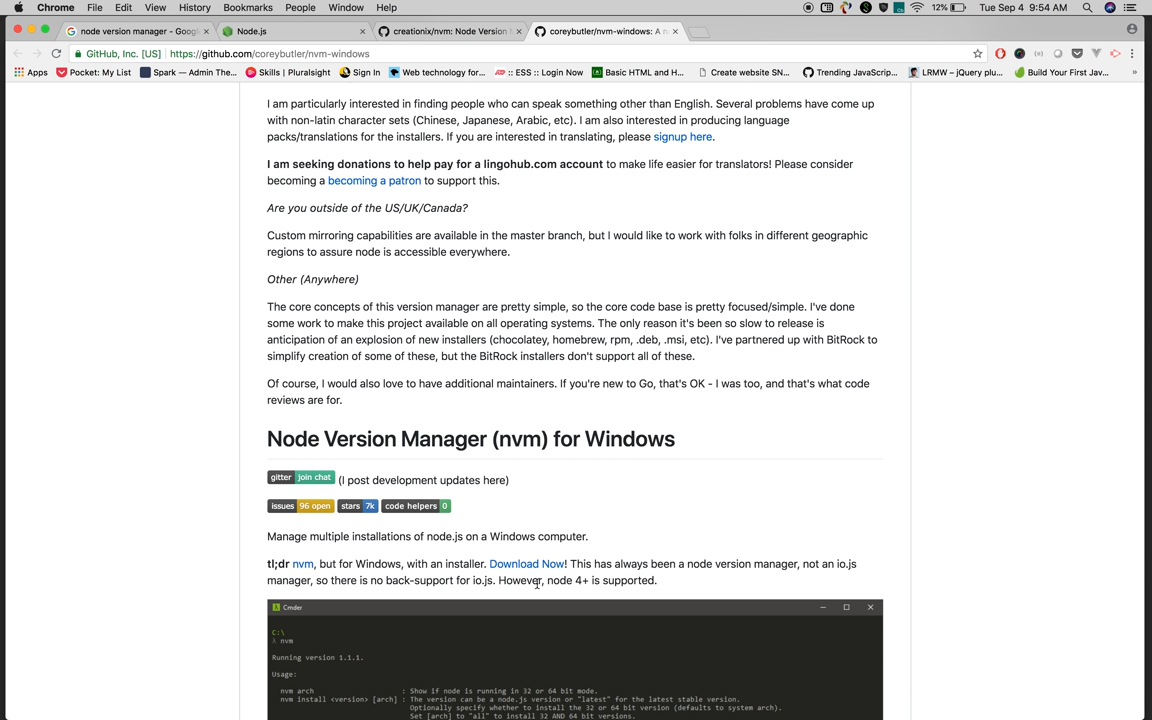 Chrome File Edit View History Bookmarks People Window Help 12% Tue Sep 4 9:54 AM
node version manager - Goog Node.js creationix/nvm: Node Version coreybutler/nvm-windows: A n
GitHub, Inc. [US] https://github.com/coreybutler/nvm-windows
Apps Pocket: My List Spark — Admin The... Skills | Pluralsight Sign In Web technology for... :: ESS :: Login Now Basic HTML and H... Create website SN... Trending JavaScrip... LRMW — jQuery plu... Build Your First Jav... »
I am particularly interested in finding people who can speak something other than English. Several problems have come up
with non-latin character sets (Chinese, Japanese, Arabic, etc). I am also interested in producing language
packs/translations for the installers. If you are interested in translating, please signup here.
I am seeking donations to help pay for a lingohub.com account to make life easier for translators! Please consider
becoming a becoming a patron to support this.
Are you outside of the US/UK/Canada?
Custom mirroring capabilities are available in the master branch, but I would like to work with folks in different geographic
regions to assure node is accessible everywhere.
Other (Anywhere)
The core concepts of this version manager are pretty simple, so the core code base is pretty focused/simple. I've done
some work to make this project available on all operating systems. The only reason it's been so slow to release is
anticipation of an explosion of new installers (chocolatey, homebrew, rpm, .deb, .msi, etc). I've partnered up with BitRock to
simplify creation of some of these, but the BitRock installers don't support all of these.
Of course, I would also love to have additional maintainers. If you're new to Go, that's OK - I was too, and that's what code
reviews are for.
Node Version Manager (nvm) for Windows
gitter join chat (I post development updates here)
issues 96 open stars 7k code helpers 0
Manage multiple installations of node.js on a Windows computer.
tl;dr nvm, but for Windows, with an installer. Download Now! This has always been a node version manager, not an io.js
manager, so there is no back-support for io.js. However, node 4+ is supported.
Cmder
C:\
λ nvm
Running version 1.1.1.
Usage:
nvm arch : Show if node is running in 32 or 64 bit mode.
nvm install <version> [arch] : The version can be a node.js version or "latest" for the latest stable version.
Optionally specify whether to install the 32 or 64 bit version (defaults to system arch).
Set [arch] to "all" to install 32 AND 64 bit versions.